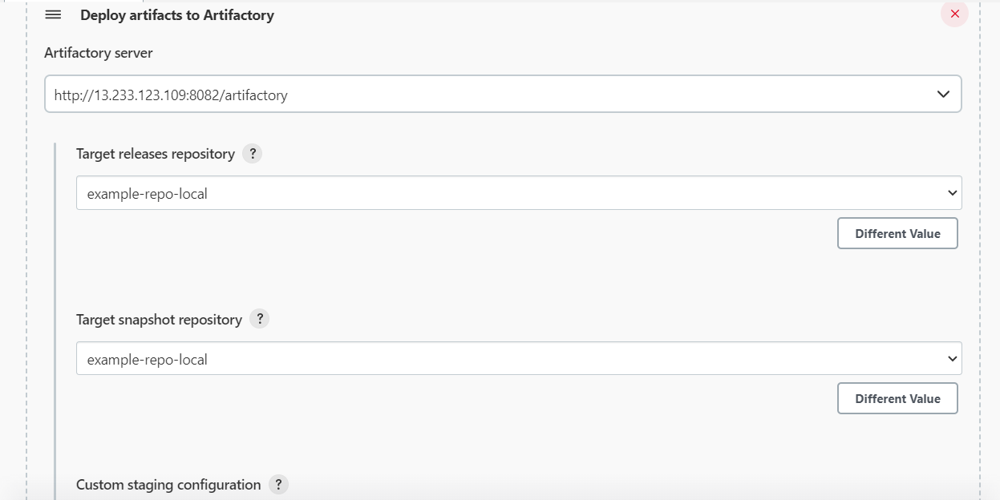 Deploy artifacts to Artifactory
Artifactory server
http://13.233.123.109:8082/artifactory
Target releases repository ?
example-repo-local
Different Value
Target snapshot repository ?
example-repo-local
Different Value
Custom staging configuration ?